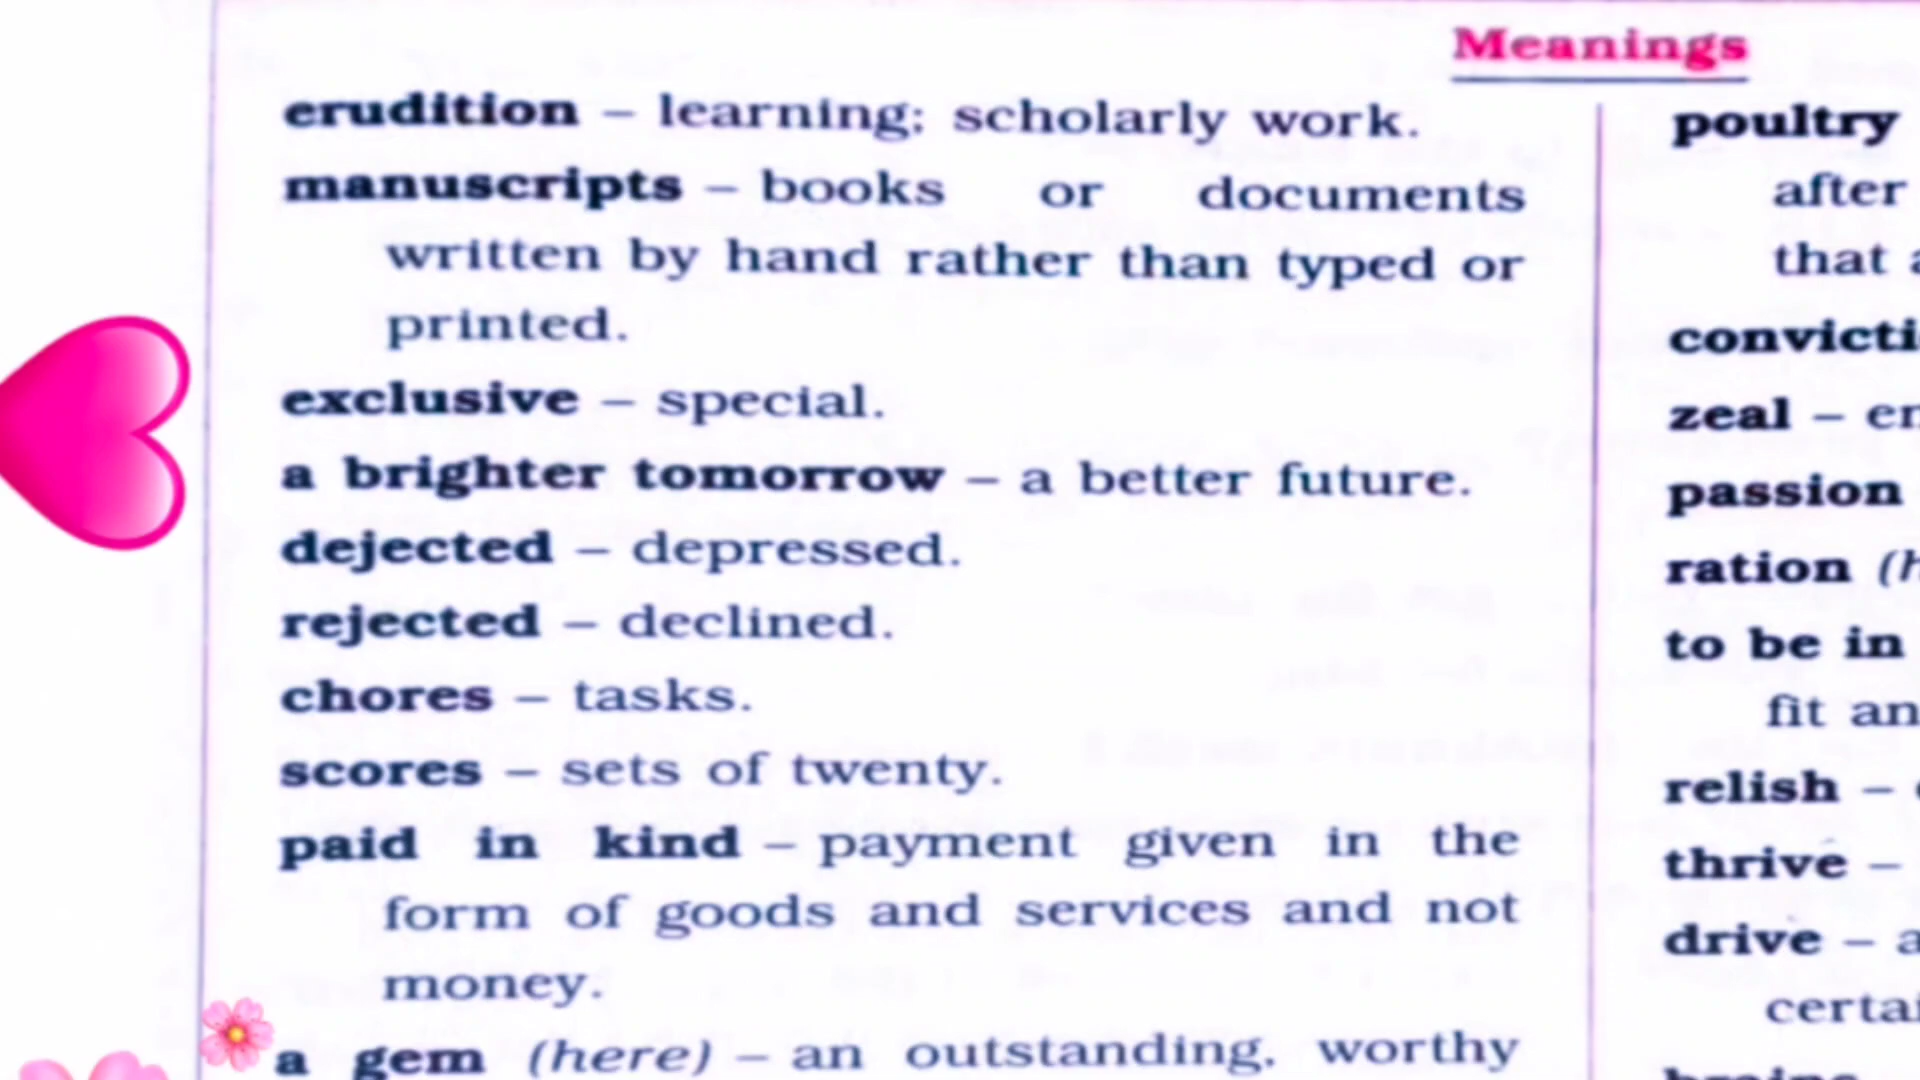 Meanings
erudition – learning; scholarly work.
manuscripts – books or documents
written by hand rather than typed or
printed.
exclusive – special.
a brighter tomorrow – a better future.
dejected – depressed.
rejected – declined.
chores – tasks.
scores – sets of twenty.
paid in kind – payment given in the
form of goods and services and not
money.
a gem (here) – an outstanding, worthy
poultry
after
that
zeal –
passion
ration
to be in
fit
relish –
thrive –
drive –